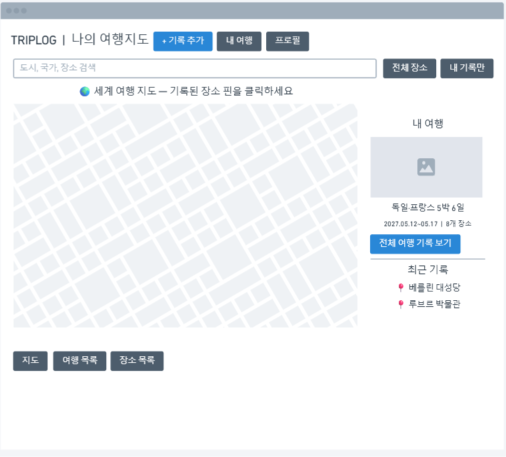 TRIPLOG | 나의 여행지도 + 기록 추가 내 여행 프로필
도시, 국가, 장소 검색 전체 장소 내 기록만
세계 여행 지도 — 기록된 장소 핀을 클릭하세요
내 여행
독일·프랑스 5박 6일
2027.05.12-05.17 | 8개 장소
전체 여행 기록 보기
최근 기록
베를린 대성당
루브르 박물관
지도 여행 목록 장소 목록